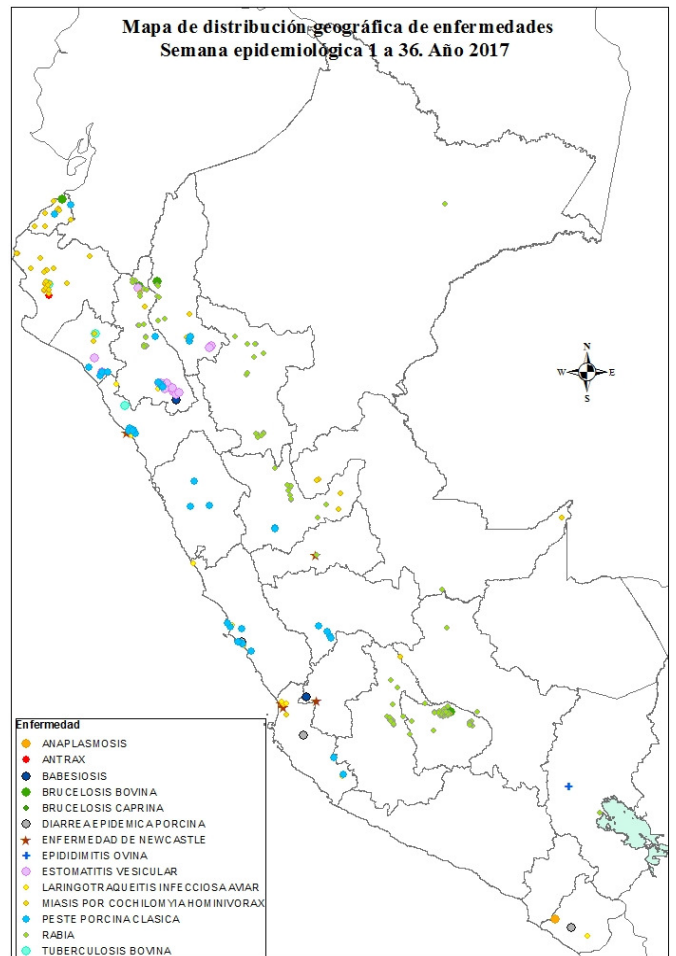 Mapa de distribución geográfica de enfermedades
Semana epidemiológica 1 a 36. Año 2017
N
W E
S
Enfermedad
ANAPLASMOSIS
ANTRAX
BABESIOSIS
BRUCELOSIS BOVINA
BRUCELOSIS CAPRINA
DIARREA EPIDEMICA PORCINA
ENFERMEDAD DE NEWCASTLE
EPIDIDIMITIS OVINA
ESTOMATITIS VESICULAR
LARINGOTRAQUEITIS INFECCIOSA AVIAR
MIASIS POR COCHILOMYIA HOMINIVORAX
PESTE PORCINA CLASICA
RABIA
TUBERCULOSIS BOVINA